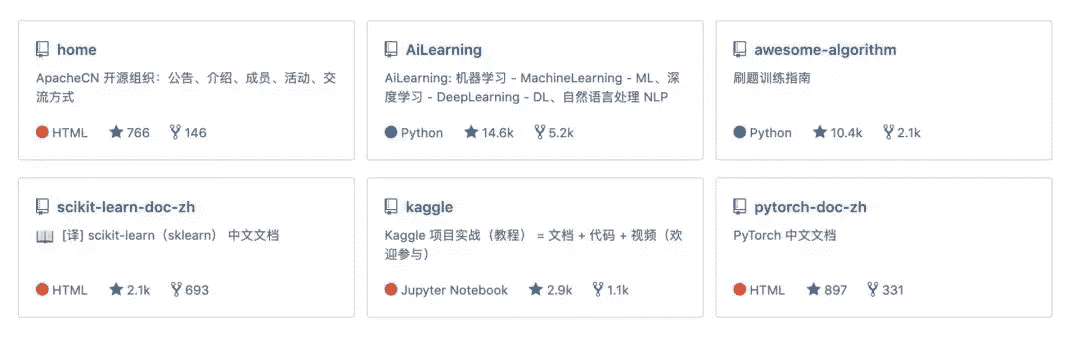 home
ApacheCN 开源组织：公告、介绍、成员、活动、交
流方式
HTML 766 146
AiLearning
AiLearning: 机器学习 - MachineLearning - ML、深
度学习 - DeepLearning - DL、自然语言处理 NLP
Python 14.6k 5.2k
awesome-algorithm
刷题训练指南
Python 10.4k 2.1k
scikit-learn-doc-zh
[译] scikit-learn（sklearn） 中文文档
HTML 2.1k 693
kaggle
Kaggle 项目实战（教程） = 文档 + 代码 + 视频（欢
迎参与）
Jupyter Notebook 2.9k 1.1k
pytorch-doc-zh
PyTorch 中文文档
HTML 897 331